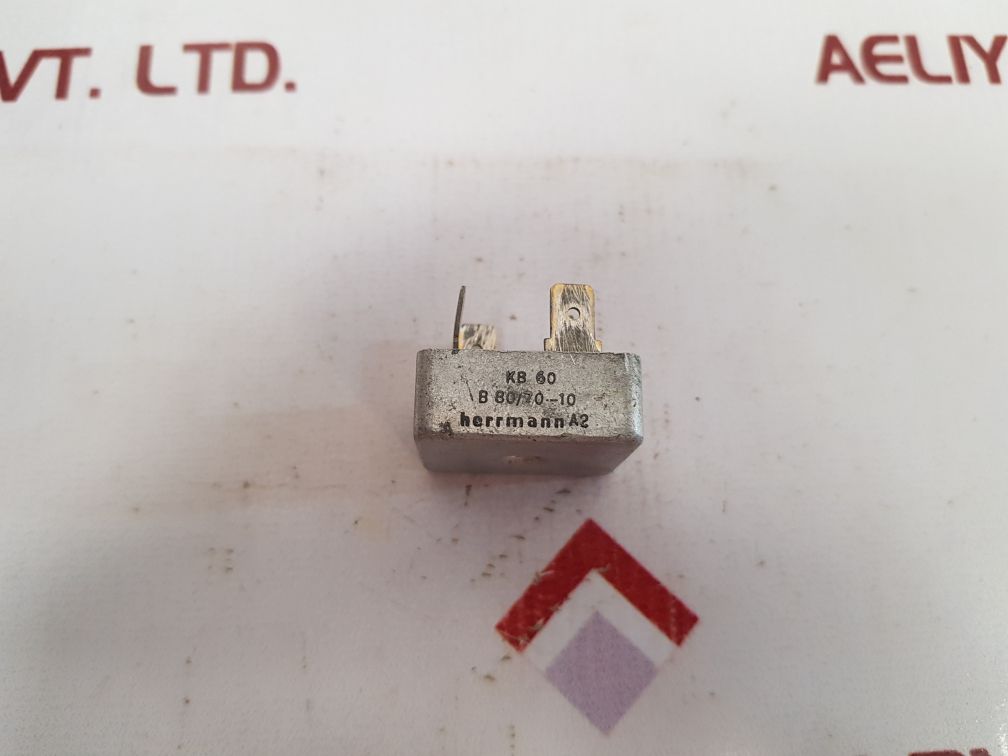 VT. LTD.
AELIY
KB 60
B 80/70-10
herrmann A2